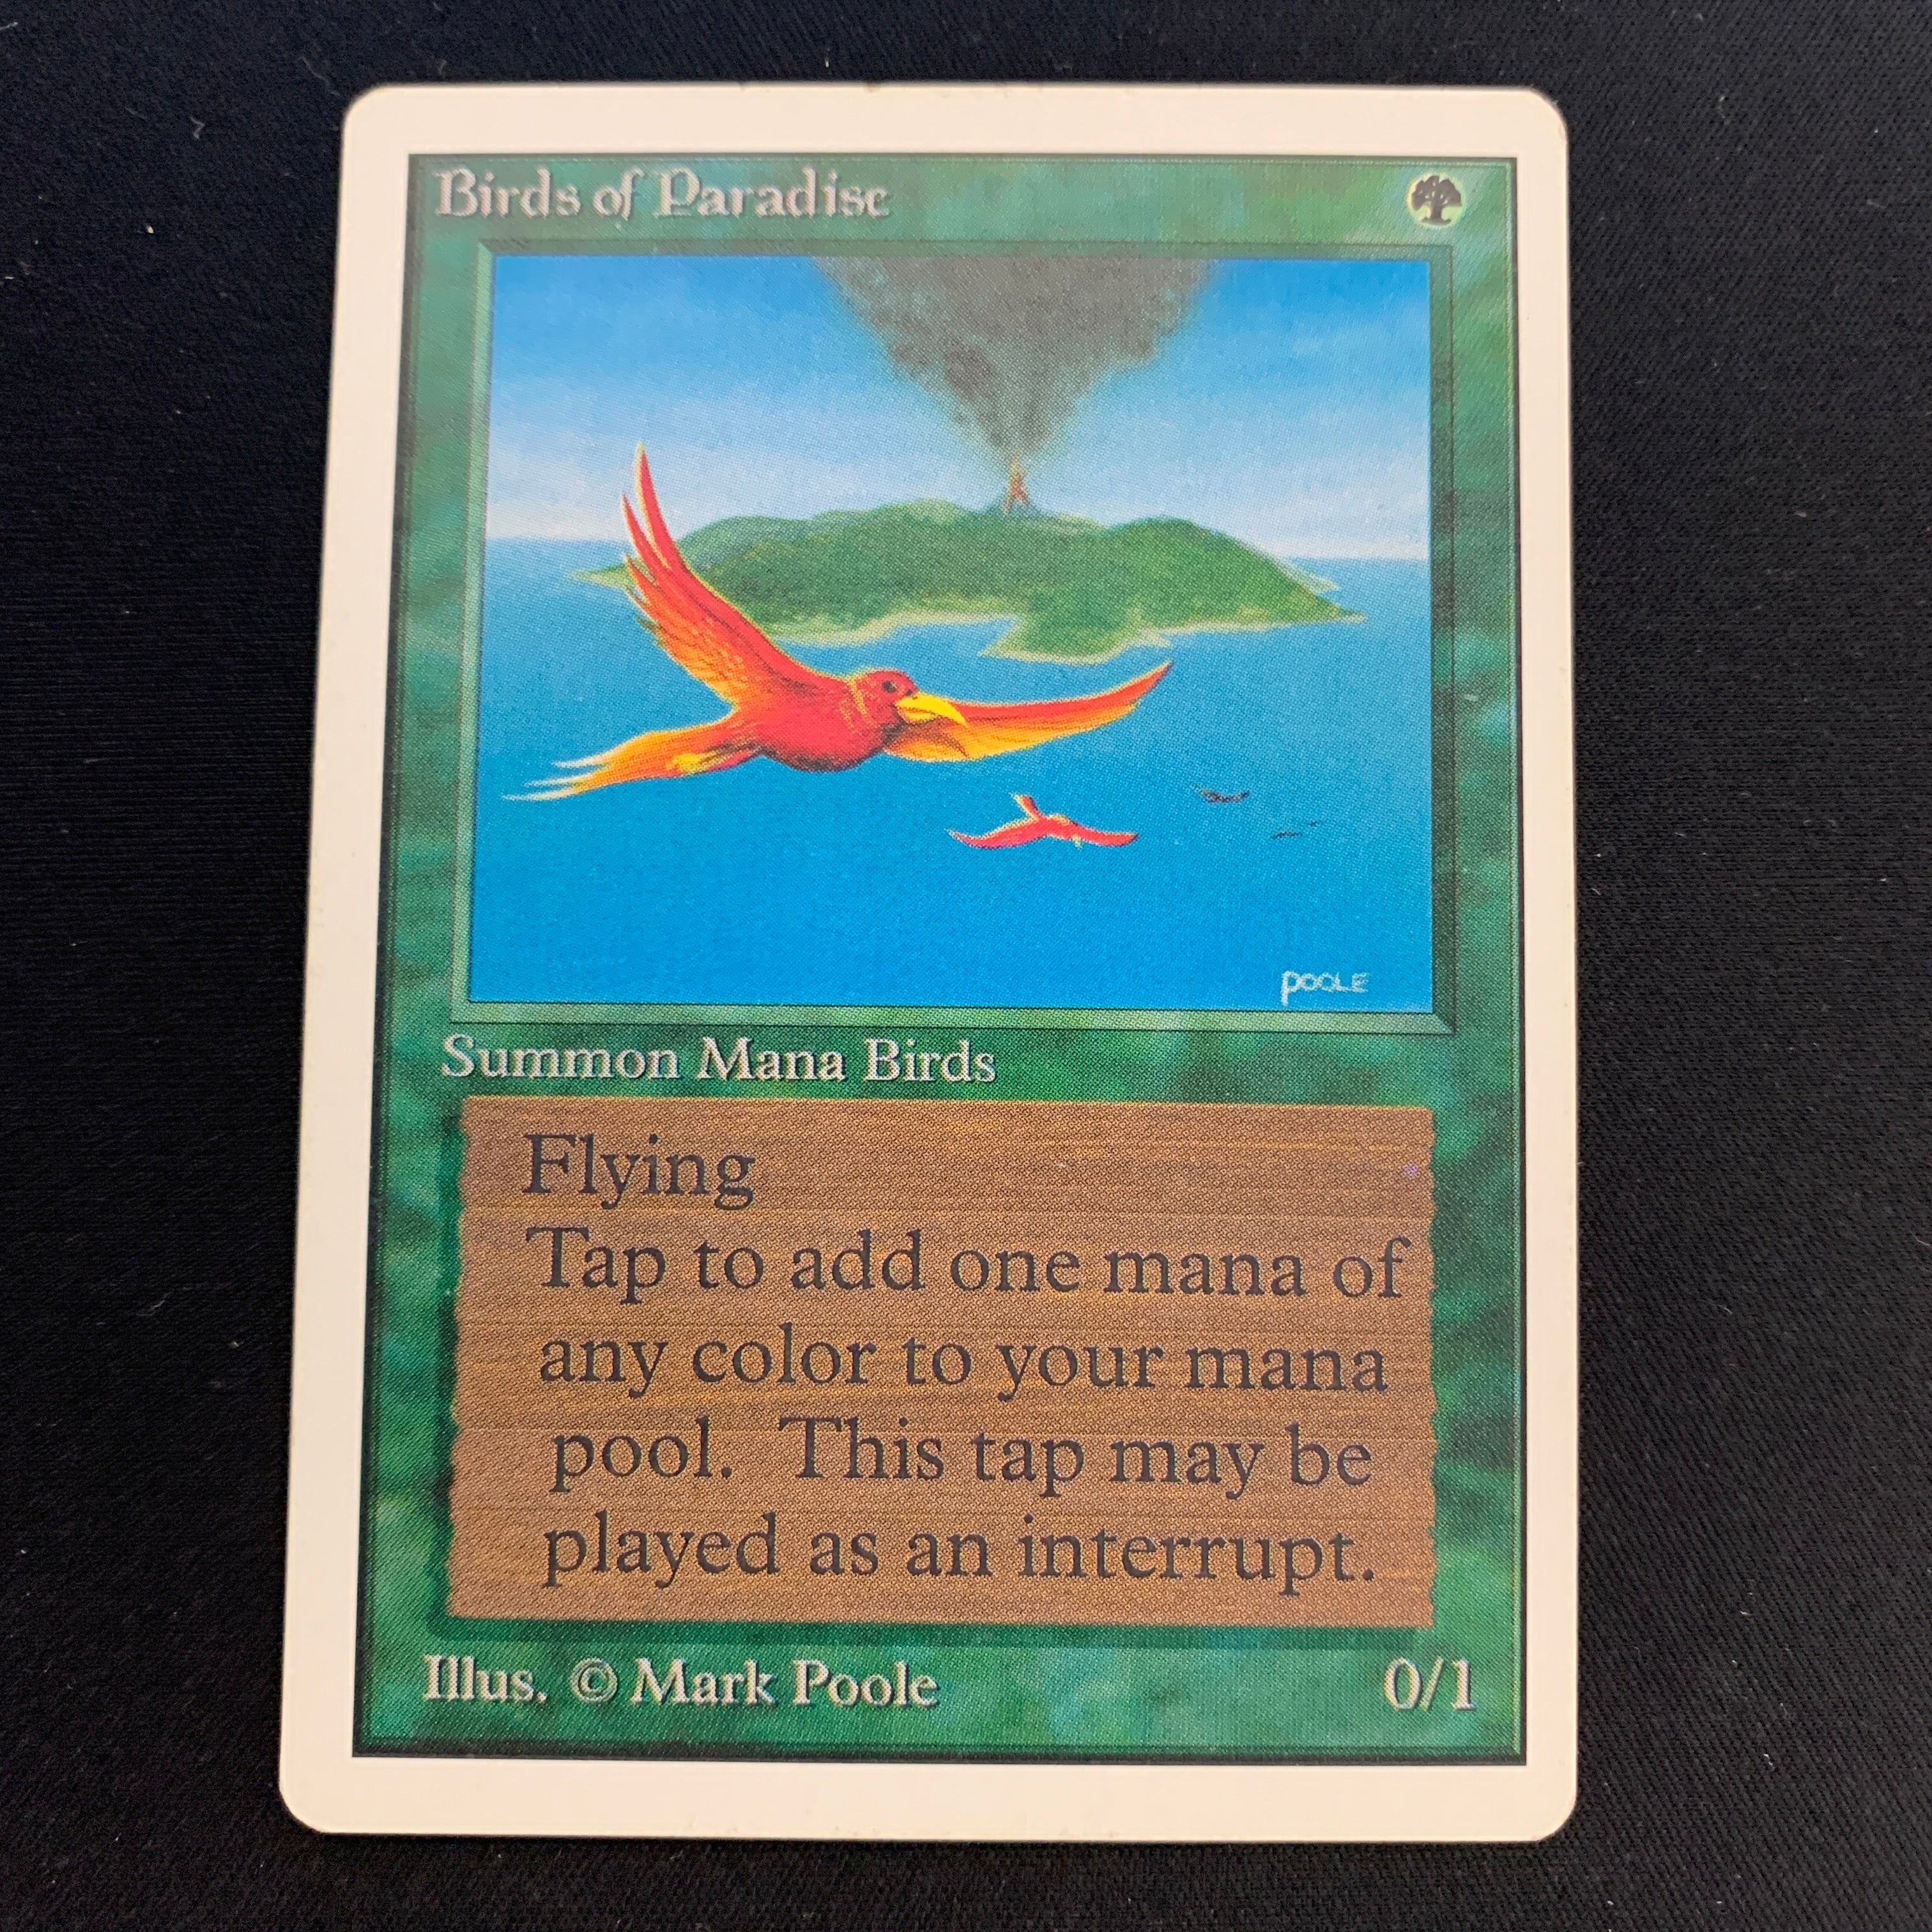 Birds of Paradise
POOLE
Summon Mana Birds
Flying
Tap to add one mana of
any color to your mana
pool. This tap may be
played as an interrupt.
Illus. © Mark Poole 0/1